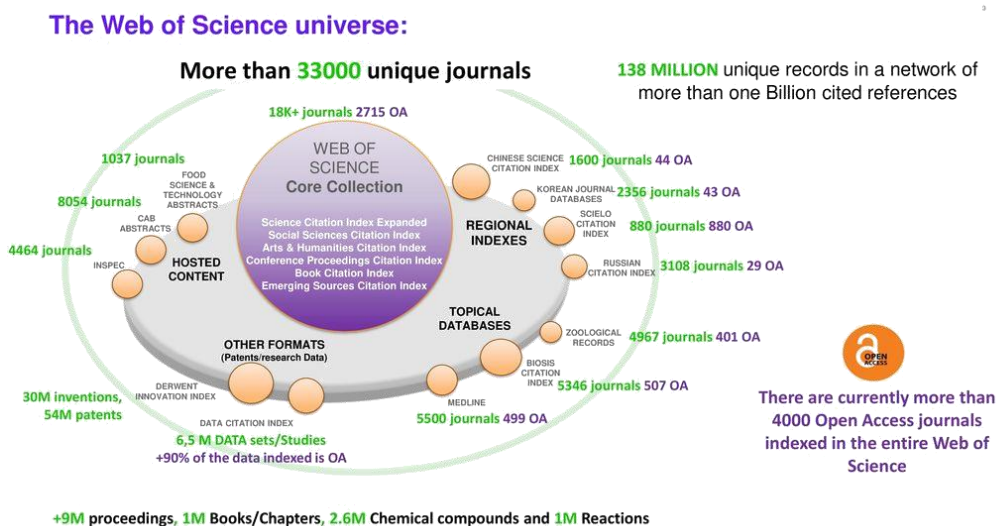 3
The Web of Science universe:
More than 33000 unique journals
138 MILLION unique records in a network of
more than one Billion cited references
18K+ journals 2715 OA
WEB OF
SCIENCE
Core Collection
Science Citation Index Expanded
Social Sciences Citation Index
Arts & Humanities Citation Index
Conference Proceedings Citation Index
Book Citation Index
Emerging Sources Citation Index
1037 journals
FOOD
SCIENCE &
TECHNOLOGY
ABSTRACTS
8054 journals
CAB
ABSTRACTS
4464 journals
INSPEC
HOSTED
CONTENT
CHINESE SCIENCE
CITATION INDEX
1600 journals 44 OA
KOREAN JOURNAL
DATABASES
2356 journals 43 OA
REGIONAL
INDEXES
SCIELO
CITATION
INDEX
880 journals 880 OA
RUSSIAN
CITATION INDEX
3108 journals 29 OA
TOPICAL
DATABASES
ZOOLOGICAL
RECORDS
4967 journals 401 OA
BIOSIS
CITATION
INDEX
5346 journals 507 OA
MEDLINE
5500 journals 499 OA
OTHER FORMATS
(Patents/research Data)
DERWENT
INNOVATION INDEX
30M inventions,
54M patents
DATA CITATION INDEX
6,5 M DATA sets/Studies
+90% of the data indexed is OA
OPEN
ACCESS
There are currently more than
4000 Open Access journals
indexed in the entire Web of
Science
+9M proceedings, 1M Books/Chapters, 2.6M Chemical compounds and 1M Reactions